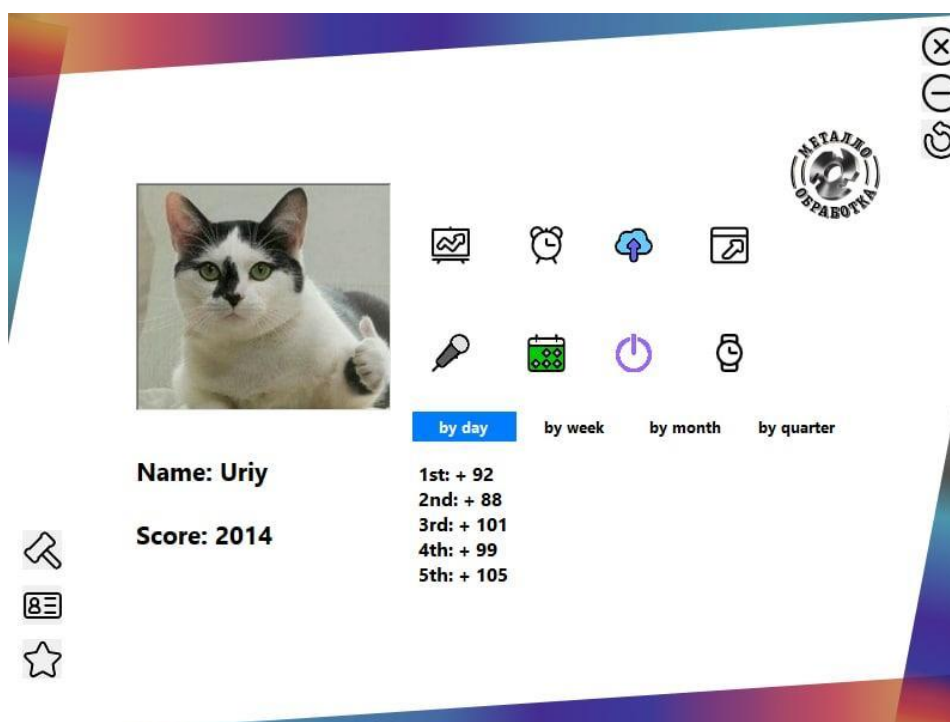 МЕТАЛЛО
ОБРАБОТКА
by day by week by month by quarter
Name: Uriy
Score: 2014
1st: + 92
2nd: + 88
3rd: + 101
4th: + 99
5th: + 105